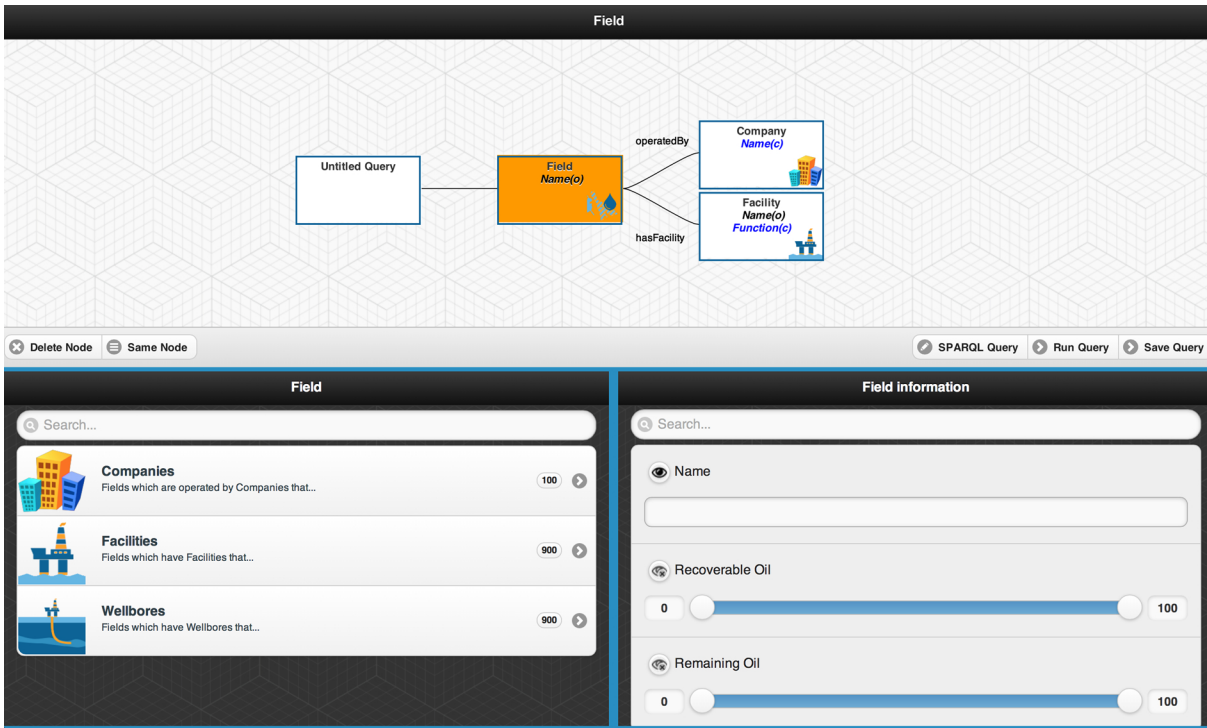 Field
Untitled Query
Field
Name(o)
operatedBy
Company
Name(c)
hasFacility
Facility
Name(o)
Function(c)
Delete Node
Same Node
SPARQL Query
Run Query
Save Query
Field
Search...
Companies
Fields which are operated by Companies that...
100
Facilities
Fields which have Facilities that...
900
Wellbores
Fields which have Wellbores that...
900
Field information
Search...
Name
Recoverable Oil
0
100
Remaining Oil
0
100